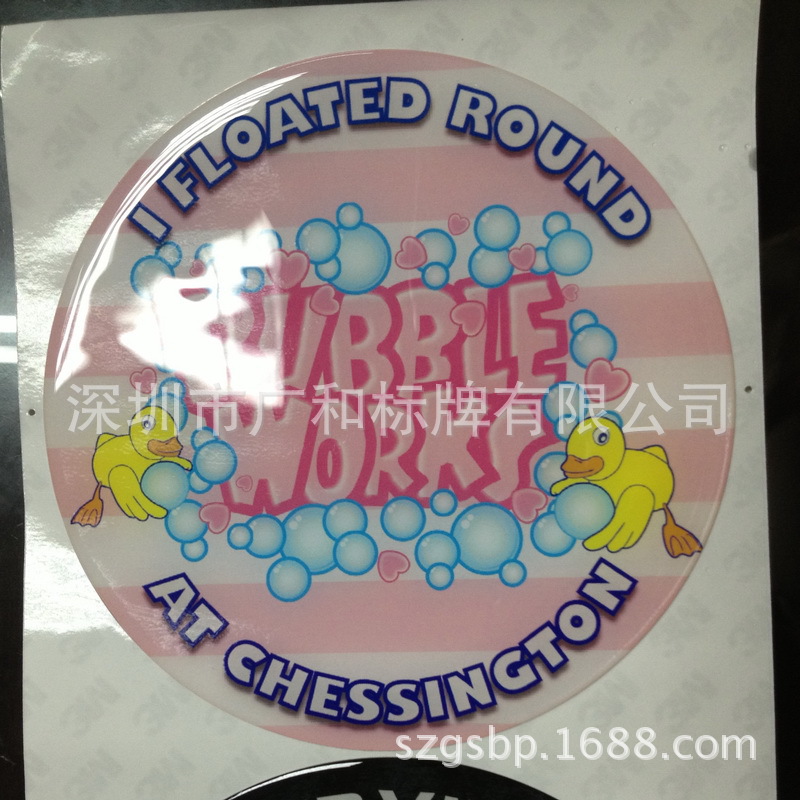 I FLOATED ROUND
BUBBLE
WORKS
深圳市广和标牌有限公司
AT CHESSINGTON
szgsbp.1688.com